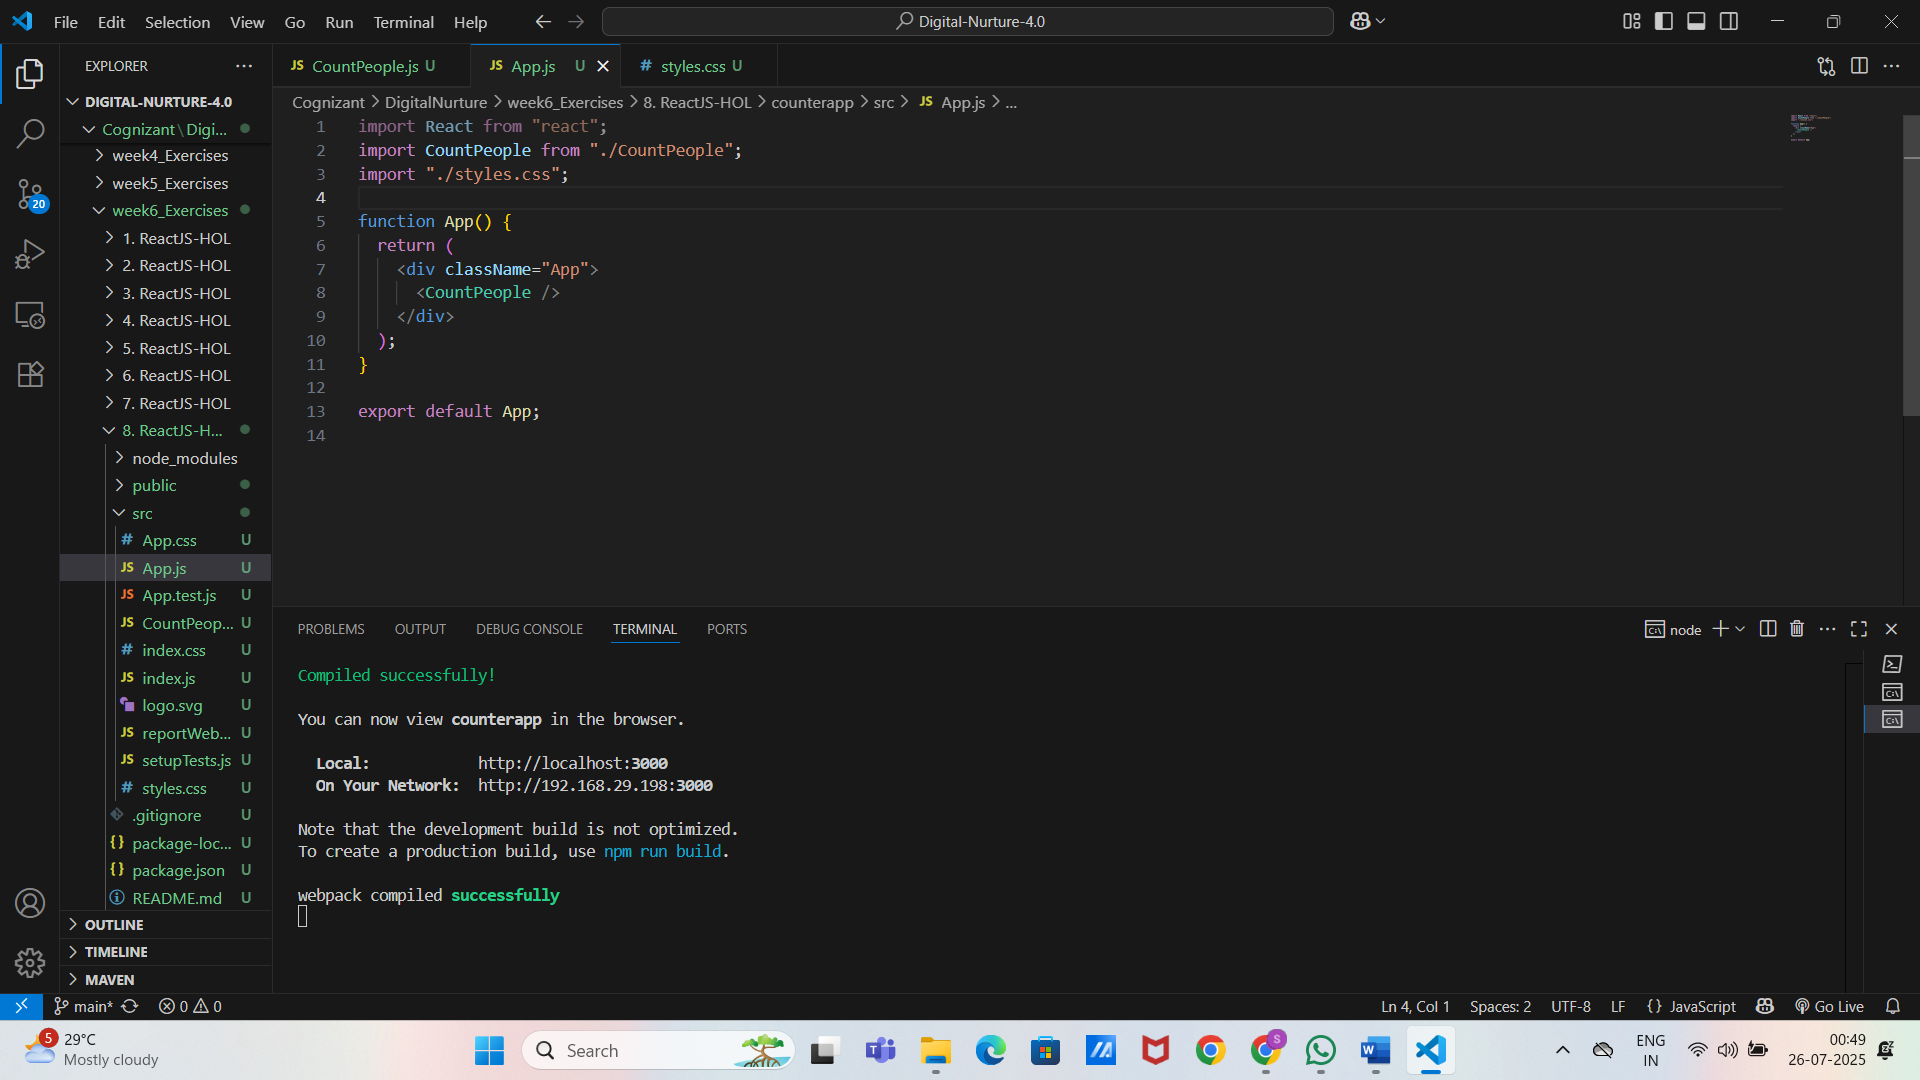 File Edit Selection View Go Run Terminal Help
Digital-Nurture-4.0
EXPLORER
DIGITAL-NURTURE-4.0
Cognizant\Digi...
week4_Exercises
week5_Exercises
week6_Exercises
1. ReactJS-HOL
2. ReactJS-HOL
3. ReactJS-HOL
4. ReactJS-HOL
5. ReactJS-HOL
6. ReactJS-HOL
7. ReactJS-HOL
8. ReactJS-H...
node_modules
public
src
# App.css U
JS App.js U
JS App.test.js U
JS CountPeop... U
# index.css U
JS index.js U
logo.svg U
JS reportWeb... U
JS setupTests.js U
# styles.css U
.gitignore U
{} package-loc... U
{} package.json U
README.md U
OUTLINE
TIMELINE
MAVEN
20
JS CountPeople.js U
JS App.js U
# styles.css U
Cognizant > DigitalNurture > week6_Exercises > 8. ReactJS-HOL > counterapp > src > JS App.js > ...
1 import React from "react";
2 import CountPeople from "./CountPeople";
3 import "./styles.css";
4
5 function App() {
6 return (
7 <div className="App">
8 <CountPeople />
9 </div>
10 );
11 }
12
13 export default App;
14
PROBLEMS OUTPUT DEBUG CONSOLE TERMINAL PORTS
node
Compiled successfully!
You can now view counterapp in the browser.
Local: http://localhost:3000
On Your Network: http://192.168.29.198:3000
Note that the development build is not optimized.
To create a production build, use npm run build.
webpack compiled successfully
main* 0 0
Ln 4, Col 1 Spaces: 2 UTF-8 LF {} JavaScript Go Live
5
29°C
Mostly cloudy
Search
S
ENG
IN
00:49
26-07-2025